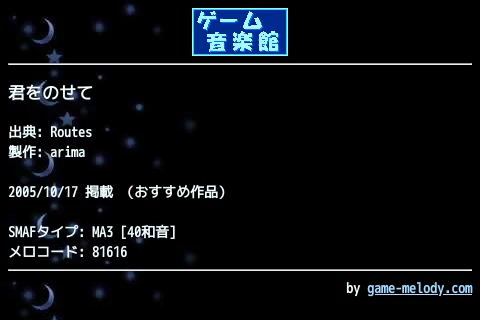 ゲーム
音楽館
君をのせて
出典: Routes
製作: arima
2005/10/17 掲載 (おすすめ作品)
SMAFタイプ: MA3 [40和音]
メロコード: 81616
by game-melody.com